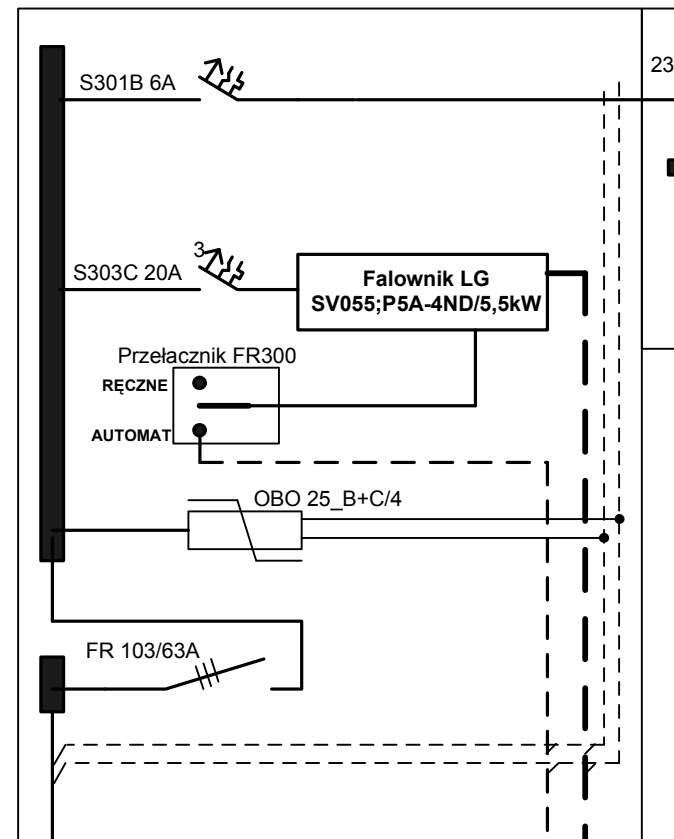 S301B 6A
23
3
S303C 20A
Falownik LG
SV055;P5A-4ND/5,5kW
Przełacznik FR300
RĘCZNE
AUTOMAT
OBO 25_B+C/4
FR 103/63A